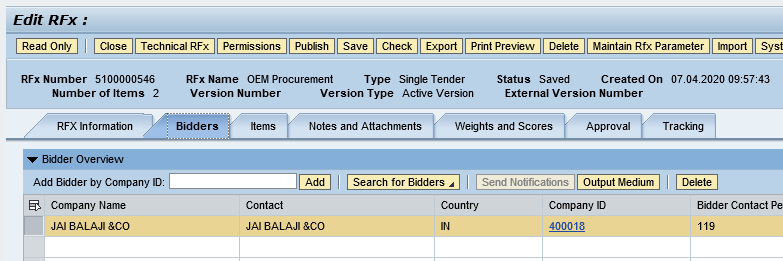 Edit RFx :
Read Only Close Technical RFx Permissions Publish Save Check Export Print Preview Delete Maintain Rfx Parameter Import Syst
RFx Number 5100000546 RFx Name OEM Procurement Type Single Tender Status Saved Created On 07.04.2020 09:57:43
Number of Items 2 Version Number Version Type Active Version External Version Number
RFX Information Bidders Items Notes and Attachments Weights and Scores Approval Tracking
Bidder Overview
Add Bidder by Company ID: Add Search for Bidders Send Notifications Output Medium Delete
Company Name Contact Country Company ID Bidder Contact Pe
JAI BALAJI &CO JAI BALAJI &CO IN 400018 119